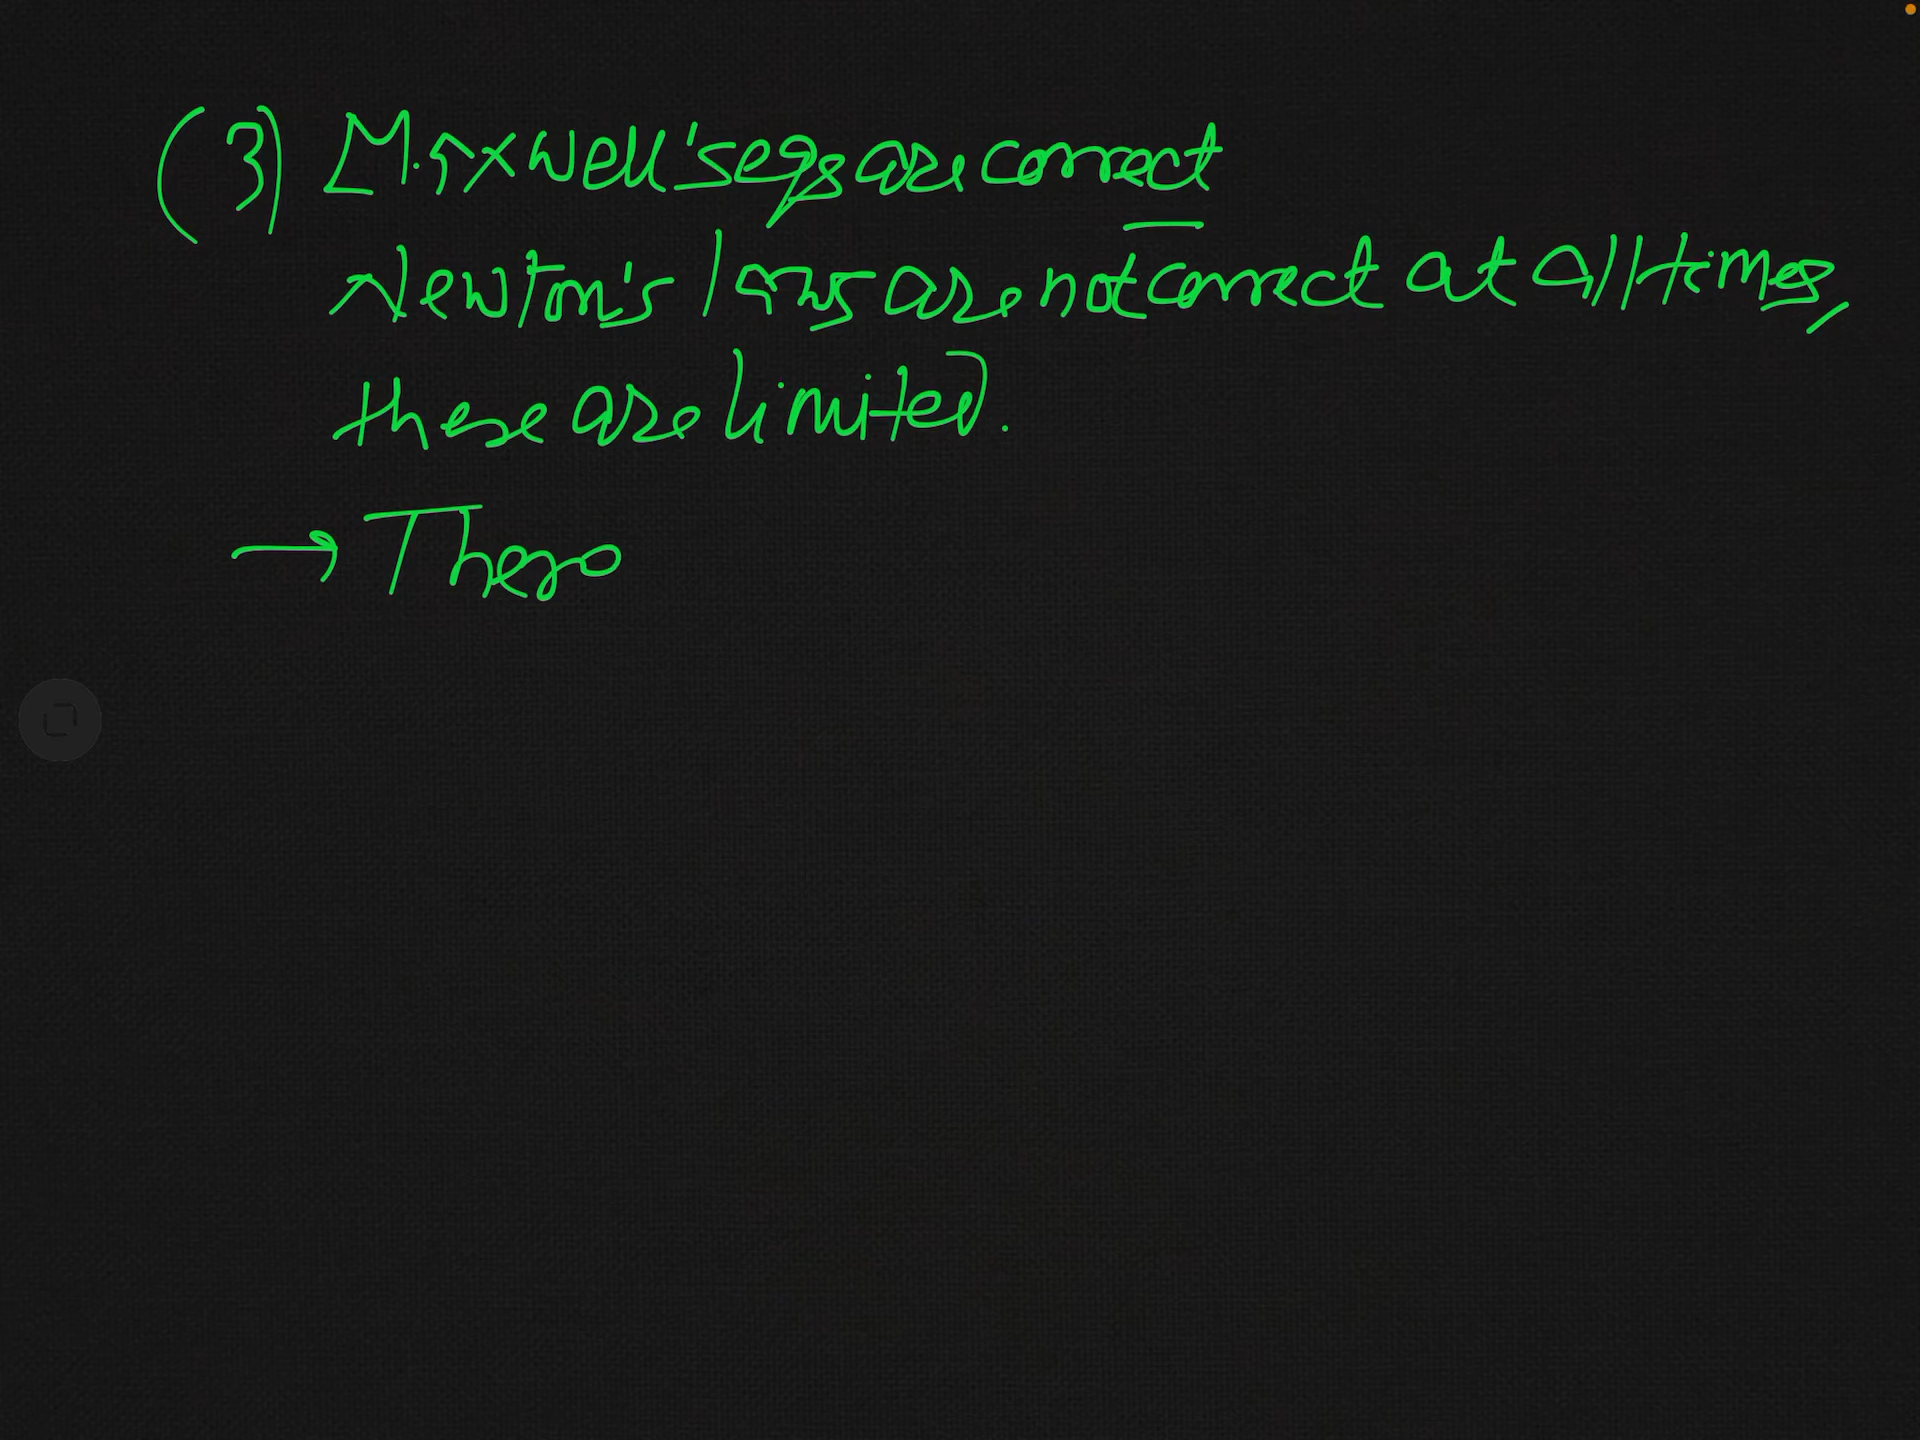 (3) Maxwell's eqs are correct
Newton's laws are not correct at all times,
these are limited.
→ There